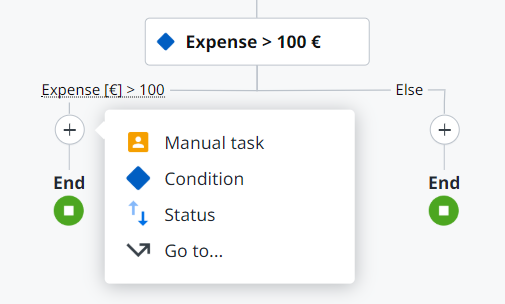 Expense > 100 €
Expense [€] > 100
Else
Manual task
Condition
Status
Go to...
End
End